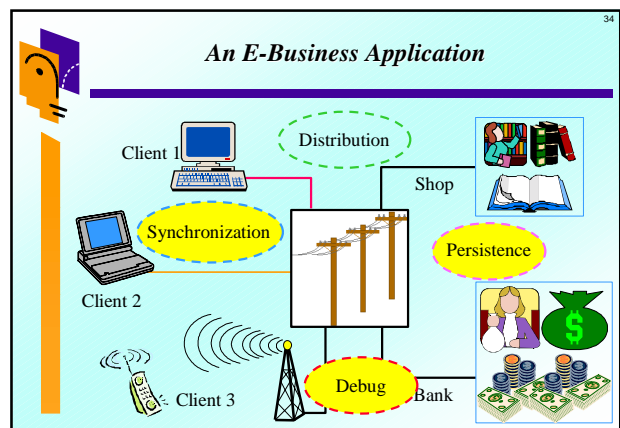 34
An E-Business Application
Distribution
Client 1
Shop
Synchronization
Persistence
Client 2
$
Debug
Client 3
Bank